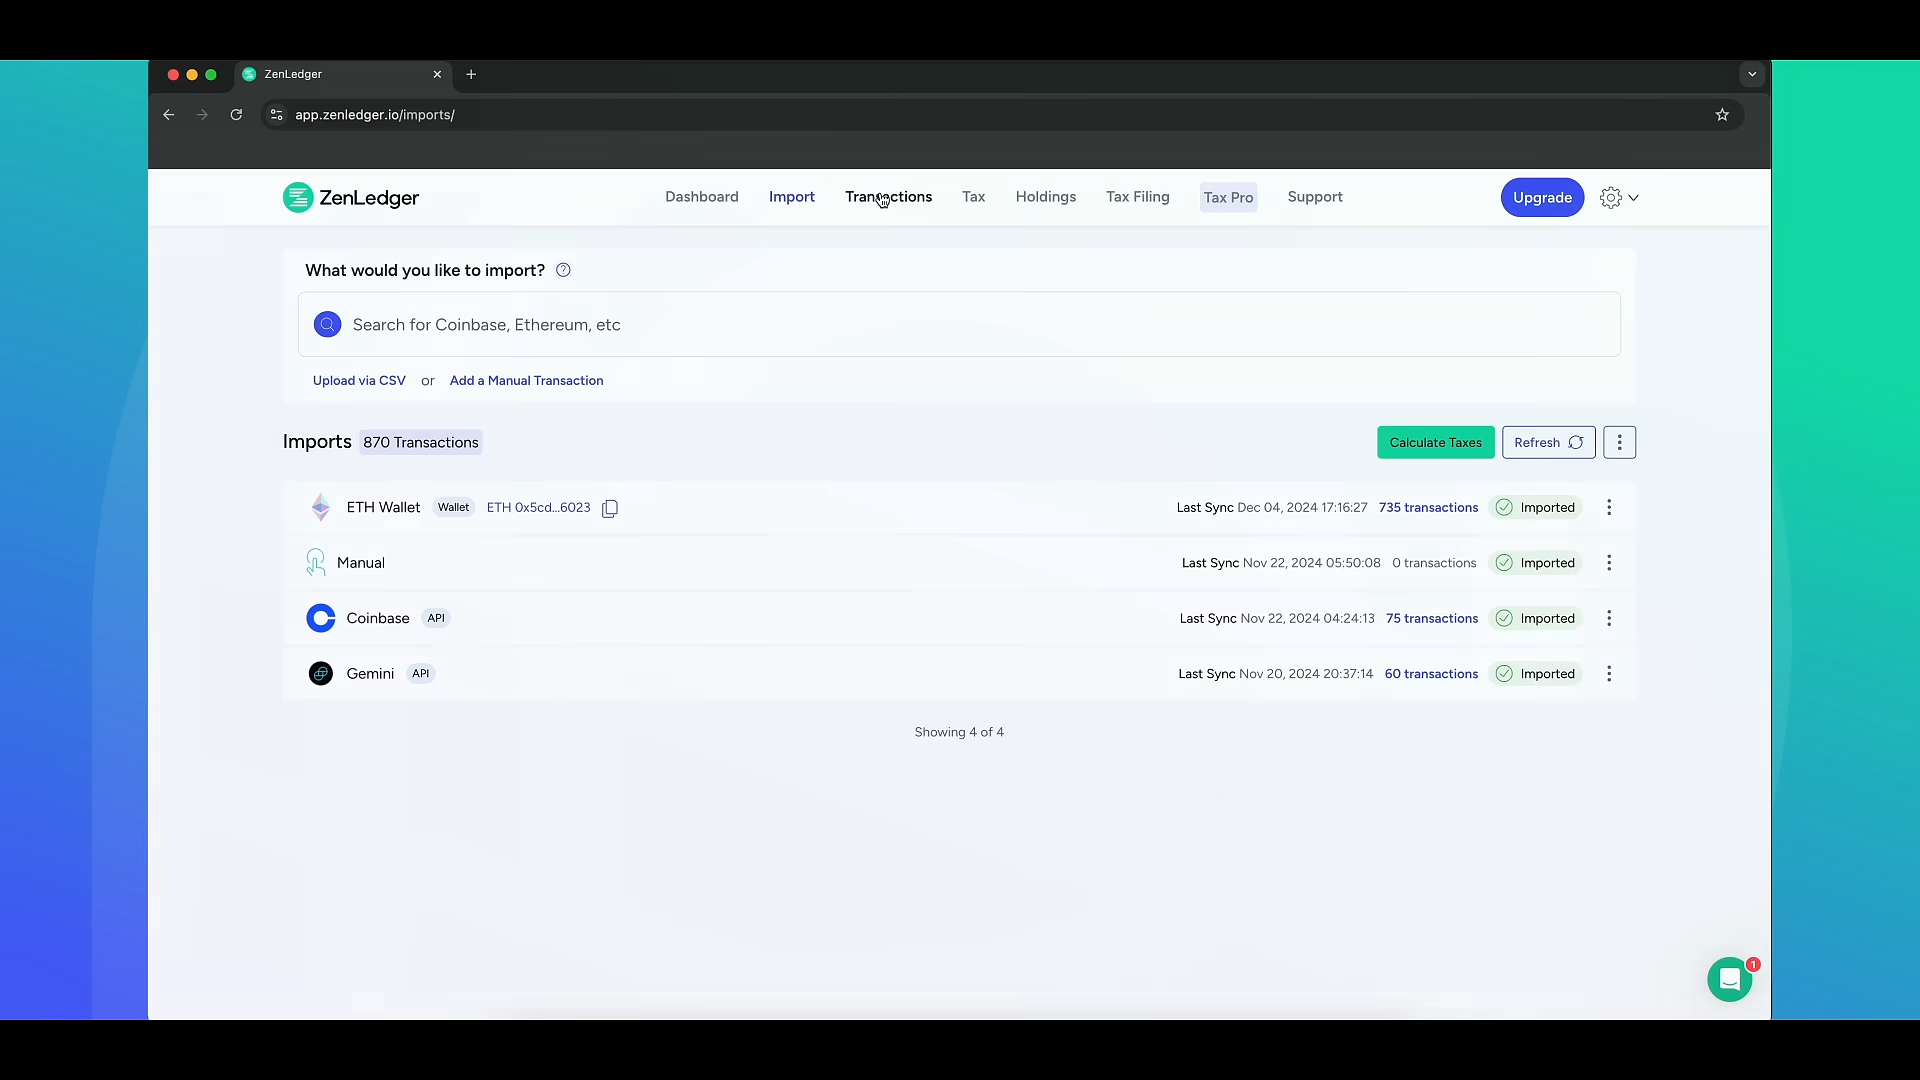 ZenLedger
app.zenledger.io/imports/
ZenLedger
Dashboard Import Transactions Tax Holdings Tax Filing Tax Pro Support Upgrade
What would you like to import?
Search for Coinbase, Ethereum, etc
Upload via CSV or Add a Manual Transaction
Imports 870 Transactions Calculate Taxes Refresh
ETH Wallet Wallet ETH 0x5cd...6023 Last Sync Dec 04, 2024 17:16:27 735 transactions Imported
Manual Last Sync Nov 22, 2024 05:50:08 0 transactions Imported
Coinbase API Last Sync Nov 22, 2024 04:24:13 75 transactions Imported
Gemini API Last Sync Nov 20, 2024 20:37:14 60 transactions Imported
Showing 4 of 4
1